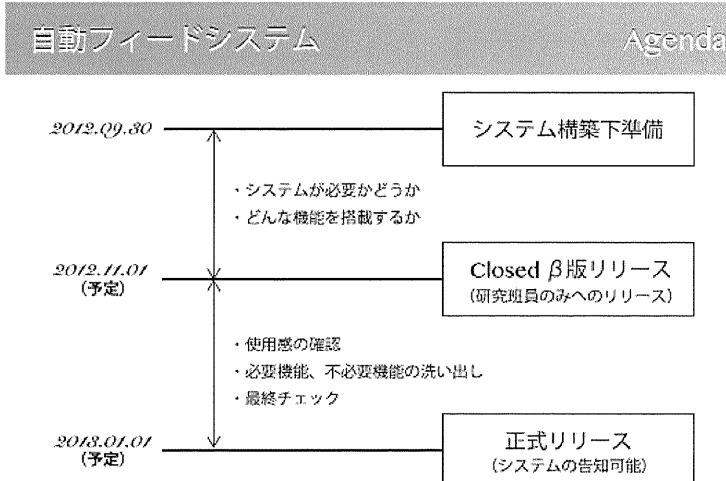 自動フィードシステム Agenda
2012.09.30 システム構築下準備
・システムが必要かどうか
・どんな機能を搭載するか
2012.11.01 Closed β版リリース
(予定) (研究班員のみへのリリース)
・使用感の確認
・必要機能、不必要機能の洗い出し
・最終チェック
2013.01.01 正式リリース
(予定) (システムの告知可能)